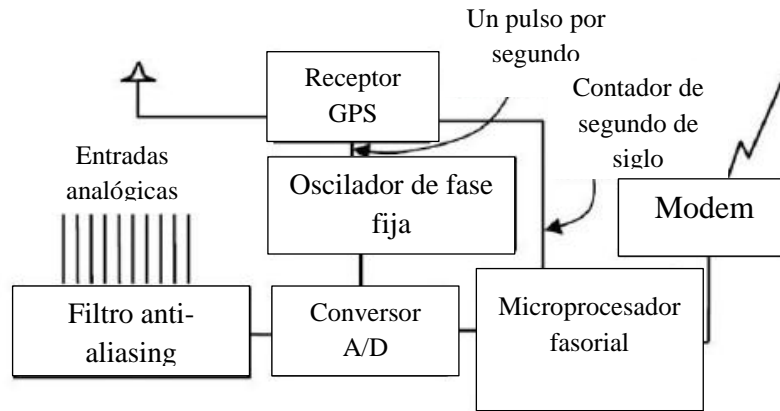 Un pulso por
segundo
Receptor
GPS
Contador de
segundo de
siglo
Entradas
analógicas
Oscilador de fase
fija
Modem
Filtro anti-
aliasing
Conversor
A/D
Microprocesador
fasorial